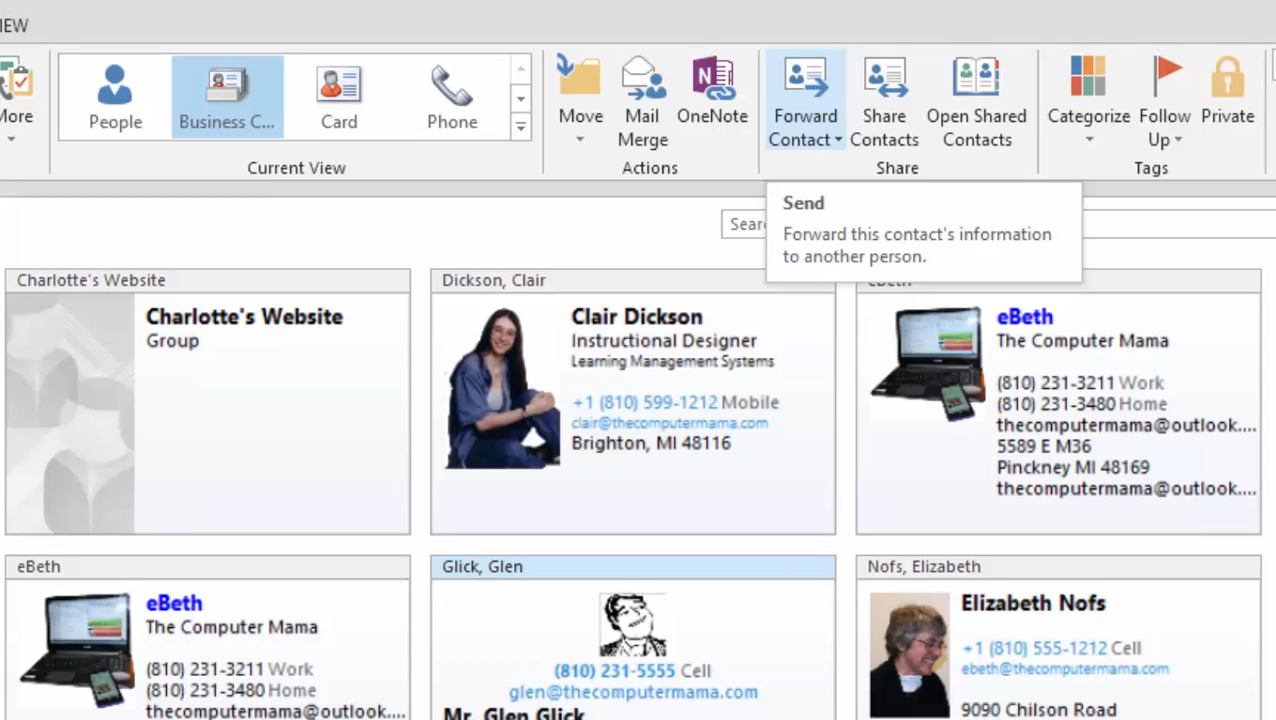 IEW
More
People
Business C...
Card
Phone
Current View
Move
Mail
Merge
OneNote
Actions
Forward
Contact
Share
Contacts
Open Shared
Contacts
Share
Categorize
Follow
Up
Private
Tags
Send
Forward this contact's information
to another person.
Sear
Charlotte's Website
Charlotte's Website
Group
Dickson, Clair
Clair Dickson
Instructional Designer
Learning Management Systems
+1 (810) 599-1212 Mobile
clair@thecomputermama.com
Brighton, MI 48116
eBeth
eBeth
The Computer Mama
(810) 231-3211 Work
(810) 231-3480 Home
thecomputermama@outlook....
5589 E M36
Pinckney MI 48169
thecomputermama@outlook....
eBeth
eBeth
The Computer Mama
(810) 231-3211 Work
(810) 231-3480 Home
thecomputermama@outlook....
Glick, Glen
(810) 231-5555 Cell
glen@thecomputermama.com
Mr. Glen Glick
Nofs, Elizabeth
Elizabeth Nofs
+1 (810) 555-1212 Cell
ebeth@thecomputermama.com
9090 Chilson Road